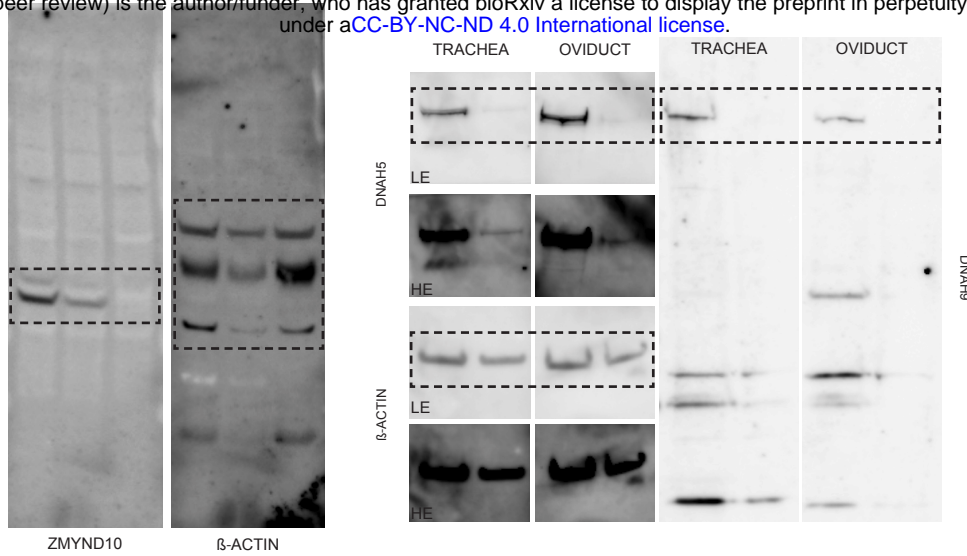 peer review) is the author/funder, who has granted bioRxiv a license to display the preprint in perpetuity
under aCC-BY-NC-ND 4.0 International license.
TRACHEA OVIDUCT TRACHEA OVIDUCT
DNAH5
LE
HE
DNAH9
ß-ACTIN
LE
HE
ZMYND10 ß-ACTIN